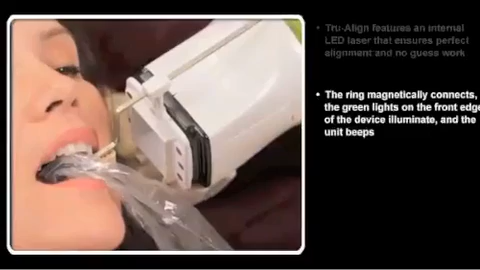 • Tru-Align features an internal
LED laser that ensures perfect
alignment and no guess work
• The ring magnetically connects,
the green lights on the front edge
of the device illuminate, and the
unit beeps